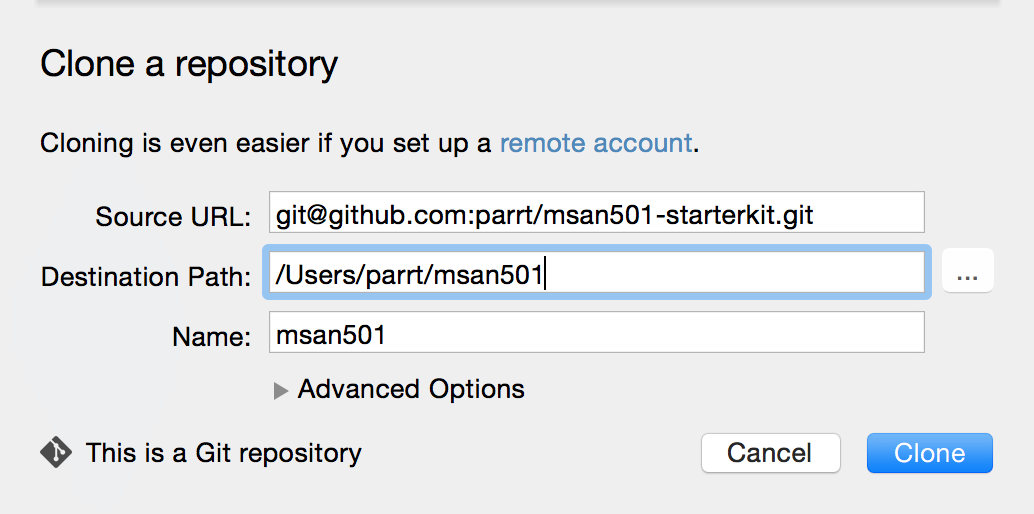 Clone a repository
Cloning is even easier if you set up a remote account.
Source URL: git@github.com:parrt/msan501-starterkit.git
Destination Path: /Users/parrt/msan501 ...
Name: msan501
Advanced Options
This is a Git repository Cancel Clone